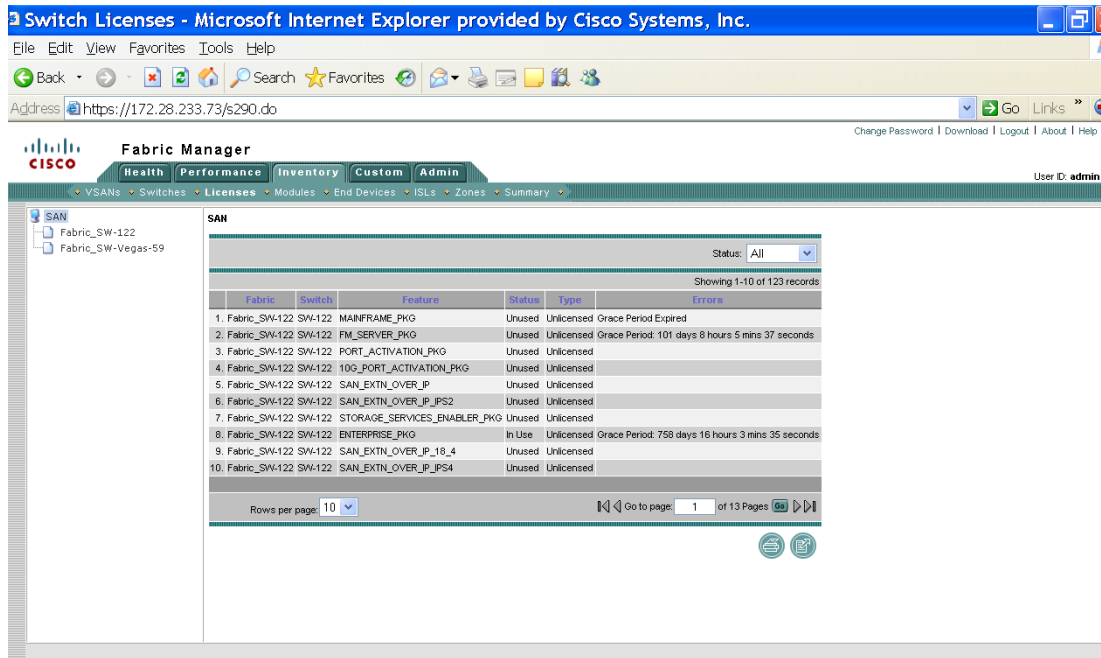 Switch Licenses - Microsoft Internet Explorer provided by Cisco Systems, Inc.
File Edit View Favorites Tools Help
Back Search Favorites
Address https://172.28.233.73/s290.do Go Links »
Change Password | Download | Logout | About | Help
CISCO Fabric Manager
Health Performance Inventory Custom Admin
User ID: admin
VSANs Switches Licenses Modules End Devices ISLs Zones Summary
SAN
Fabric_SW-122
Fabric_SW-Vegas-59
SAN
Status: All
Showing 1-10 of 123 records
Fabric Switch Feature Status Type Errors
1. Fabric_SW-122 SW-122 MAINFRAME_PKG Unused Unlicensed Grace Period Expired
2. Fabric_SW-122 SW-122 FM_SERVER_PKG Unused Unlicensed Grace Period: 101 days 8 hours 5 mins 37 seconds
3. Fabric_SW-122 SW-122 PORT_ACTIVATION_PKG Unused Unlicensed
4. Fabric_SW-122 SW-122 10G_PORT_ACTIVATION_PKG Unused Unlicensed
5. Fabric_SW-122 SW-122 SAN_EXTN_OVER_IP Unused Unlicensed
6. Fabric_SW-122 SW-122 SAN_EXTN_OVER_IP_IPS2 Unused Unlicensed
7. Fabric_SW-122 SW-122 STORAGE_SERVICES_ENABLER_PKG Unused Unlicensed
8. Fabric_SW-122 SW-122 ENTERPRISE_PKG In Use Unlicensed Grace Period: 758 days 16 hours 3 mins 35 seconds
9. Fabric_SW-122 SW-122 SAN_EXTN_OVER_IP_18_4 Unused Unlicensed
10. Fabric_SW-122 SW-122 SAN_EXTN_OVER_IP_IPS4 Unused Unlicensed
Rows per page: 10 Go to page: 1 of 13 Pages Go